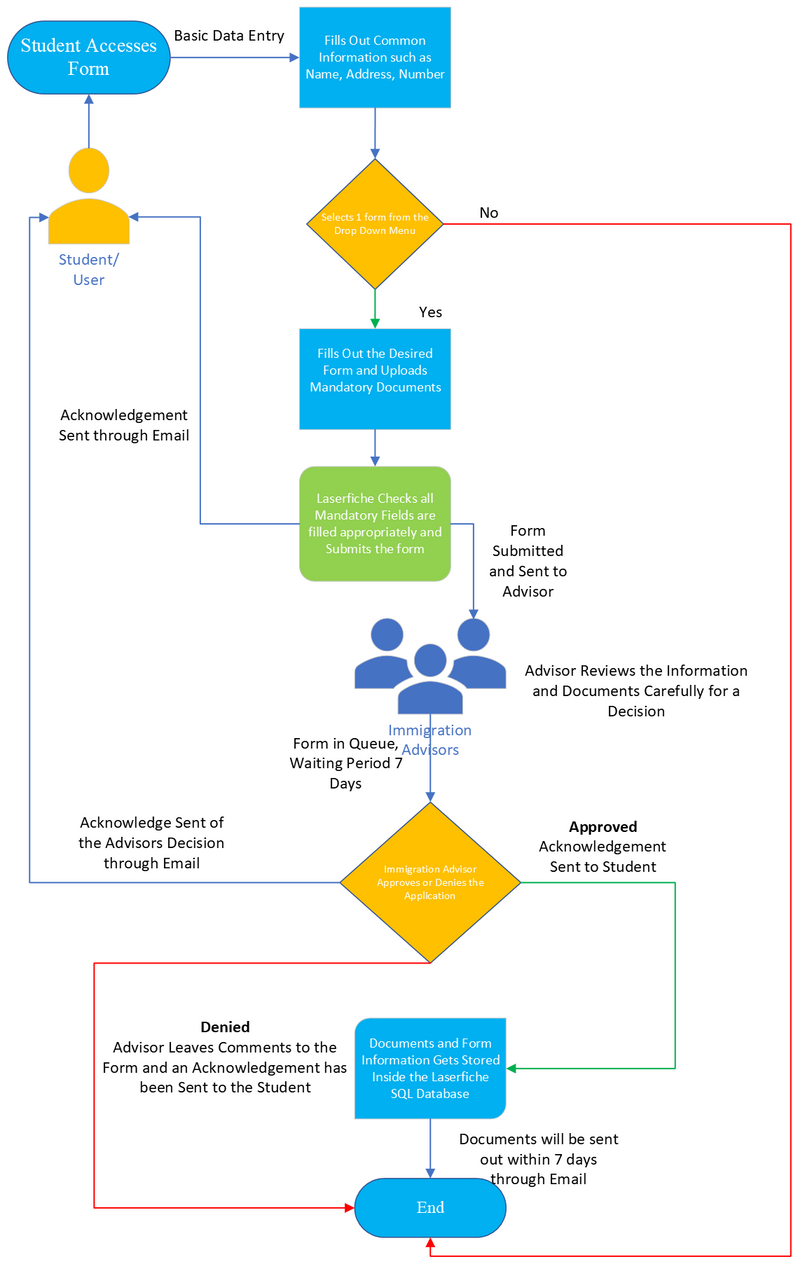 Student Accesses
Form
Basic Data Entry
Fills Out Common
Information such as
Name, Address, Number
Selects 1 form from the
Drop Down Menu
No
Student/
User
Yes
Fills Out the Desired
Form and Uploads
Mandatory Documents
Acknowledgement
Sent through Email
Laserfiche Checks all
Mandatory Fields are
filled appropriately and
Submits the form
Form
Submitted
and Sent to
Advisor
Advisor Reviews the Information
and Documents Carefully for a
Decision
Immigration
Advisors
Form in Queue,
Waiting Period 7
Days
Acknowledge Sent of
the Advisors Decision
through Email
Immigration Advisor
Approves or Denies the
Application
Approved
Acknowledgement
Sent to Student
Denied
Advisor Leaves Comments to the
Form and an Acknowledgement has
been Sent to the Student
Documents and Form
Information Gets Stored
Inside the Laserfiche
SQL Database
Documents will be sent
out within 7 days
through Email
End